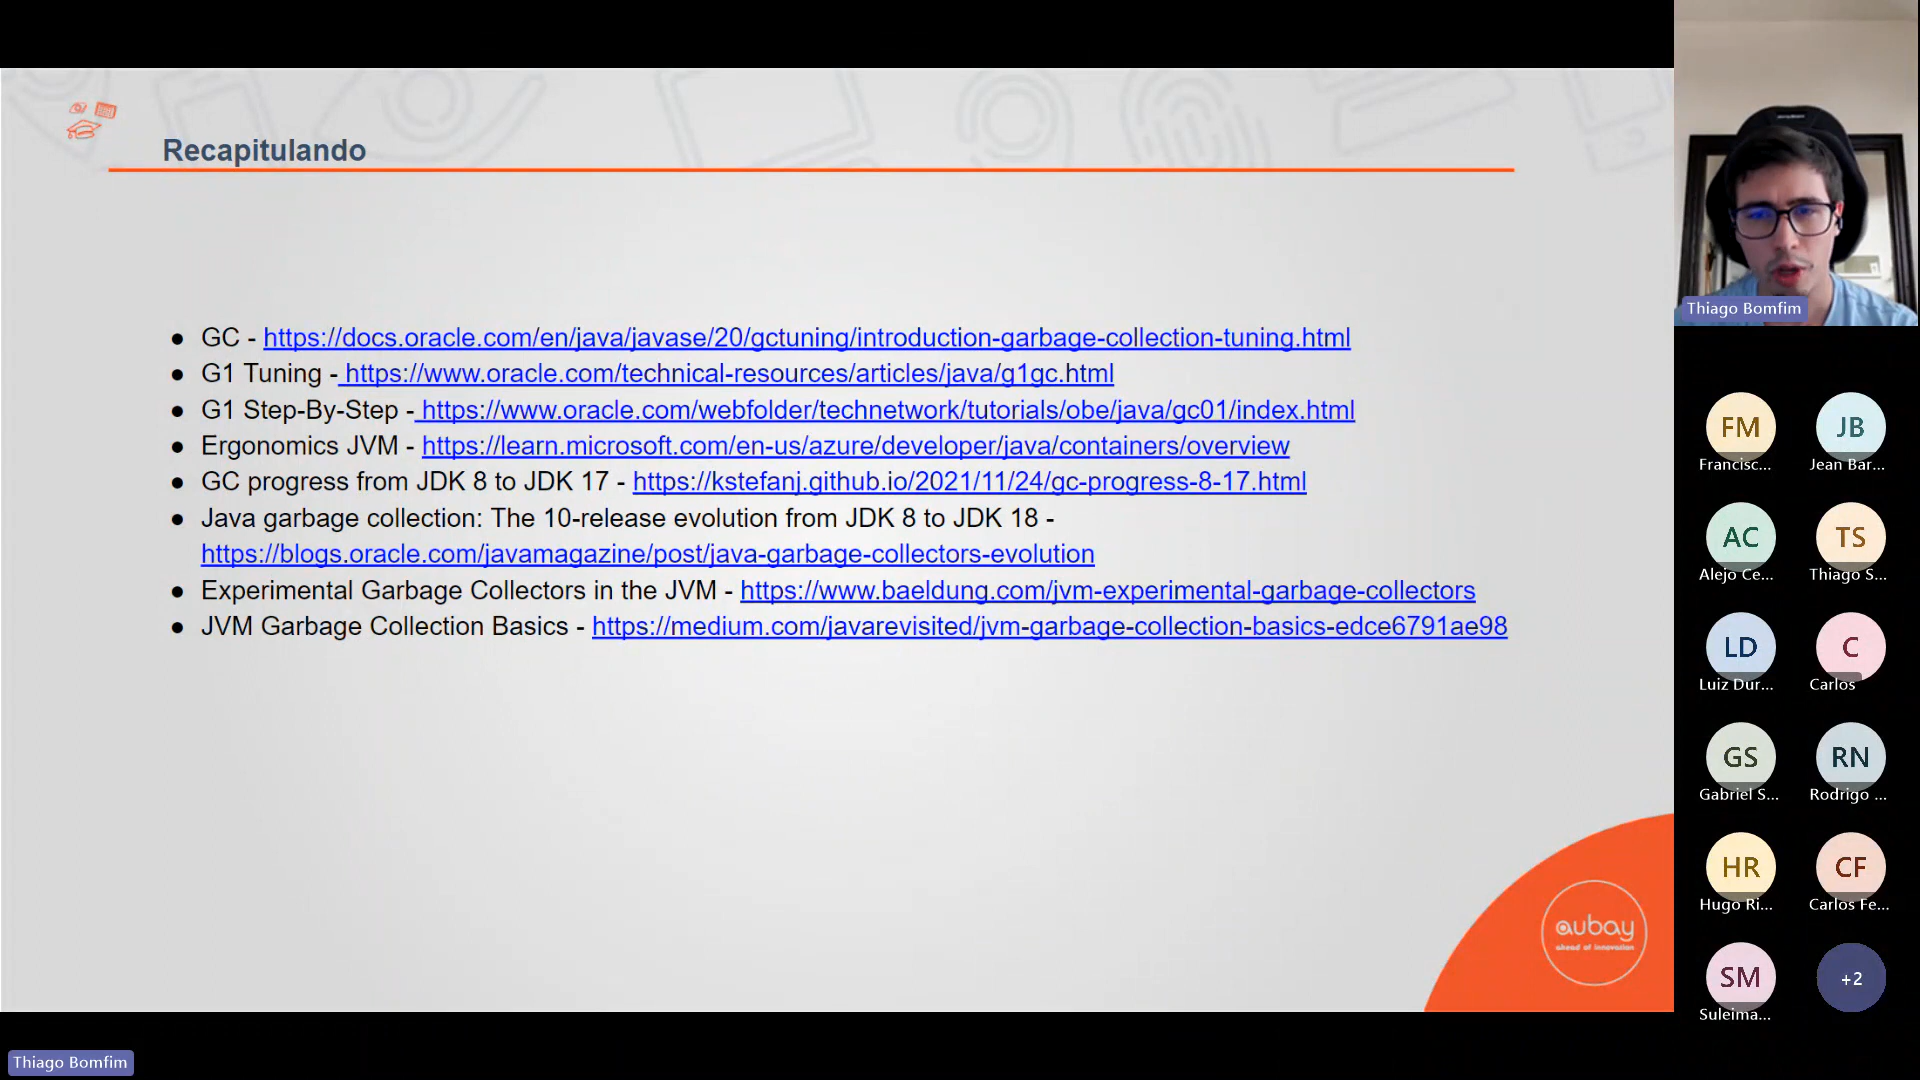 Recapitulando
● GC - https://docs.oracle.com/en/java/javase/20/gctuning/introduction-garbage-collection-tuning.html
● G1 Tuning - https://www.oracle.com/technical-resources/articles/java/g1gc.html
● G1 Step-By-Step - https://www.oracle.com/webfolder/technetwork/tutorials/obe/java/gc01/index.html
● Ergonomics JVM - https://learn.microsoft.com/en-us/azure/developer/java/containers/overview
● GC progress from JDK 8 to JDK 17 - https://kstefanj.github.io/2021/11/24/gc-progress-8-17.html
● Java garbage collection: The 10-release evolution from JDK 8 to JDK 18 -
https://blogs.oracle.com/javamagazine/post/java-garbage-collectors-evolution
● Experimental Garbage Collectors in the JVM - https://www.baeldung.com/jvm-experimental-garbage-collectors
● JVM Garbage Collection Basics - https://medium.com/javarevisited/jvm-garbage-collection-basics-edce6791ae98
aubay
ahead of innovation
Thiago Bomfim
Thiago Bomfim
FM JB
Francisc... Jean Bar...
AC TS
Alejo Ce... Thiago S...
LD C
Luiz Dur... Carlos
GS RN
Gabriel S... Rodrigo ...
HR CF
Hugo Ri... Carlos Fe...
SM +2
Suleima...